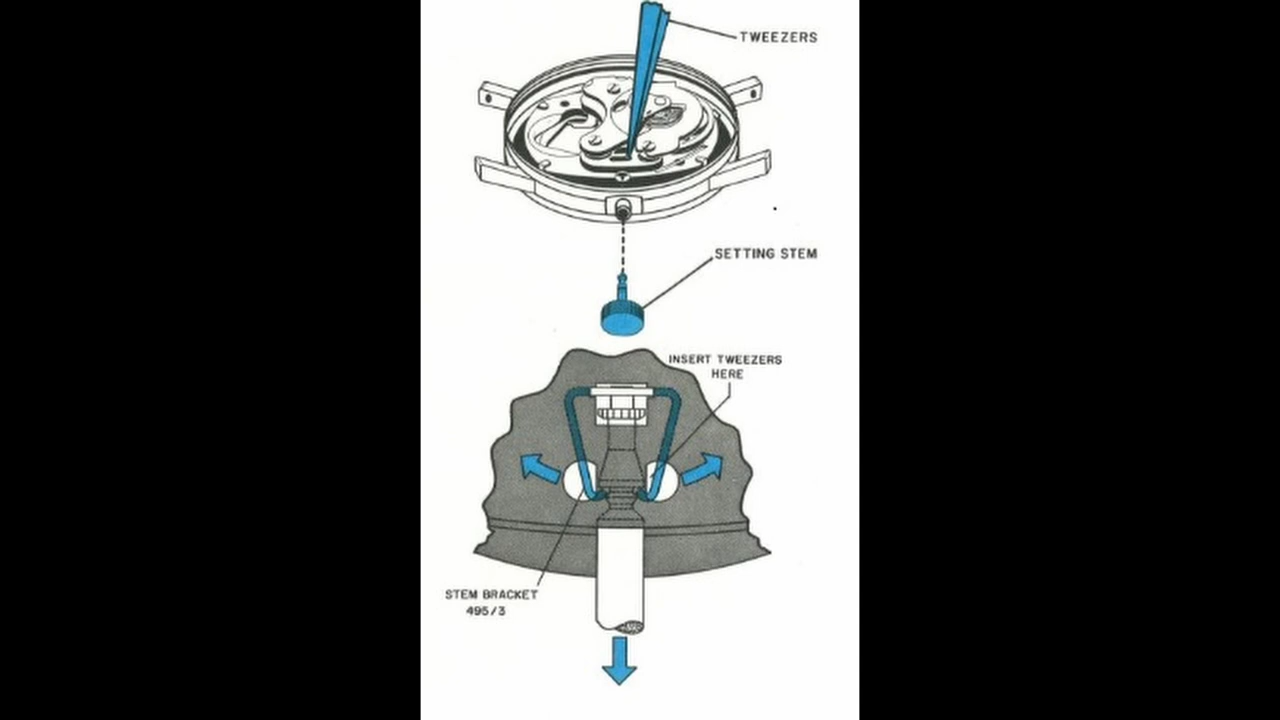 TWEEZERS
SETTING STEM
INSERT TWEEZERS
HERE
STEM BRACKET
495/3